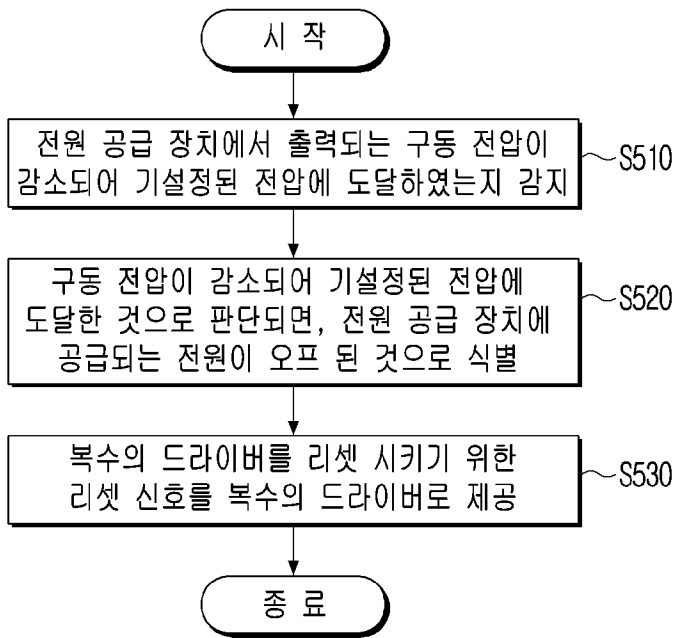 시 작
전원 공급 장치에서 출력되는 구동 전압이
감소되어 기설정된 전압에 도달하였는지 감지
S510
구동 전압이 감소되어 기설정된 전압에
도달한 것으로 판단되면, 전원 공급 장치에
공급되는 전원이 오프 된 것으로 식별
S520
복수의 드라이버를 리셋 시키기 위한
리셋 신호를 복수의 드라이버로 제공
S530
종 료